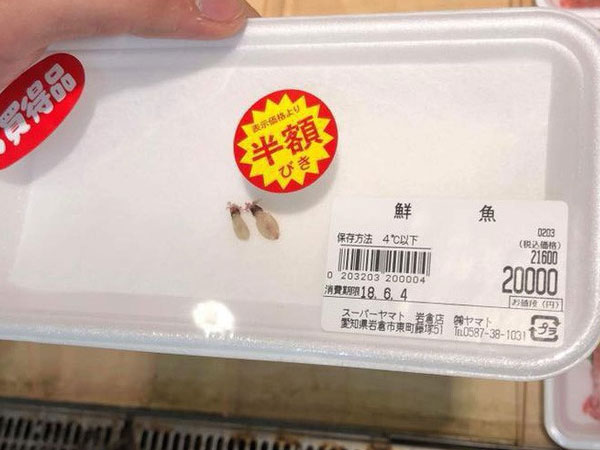 買得品
表示価格より
半額
びき
鮮 魚
0203
保存方法 4℃以下
(税込価格)
21600
20000
お値段(円)
0 203203 200004
消費期限 18.6.4
スーパーヤマト 岩倉店 ㈱ヤマト
愛知県岩倉市東町藤塚51 ℡0587-38-1031
プラ